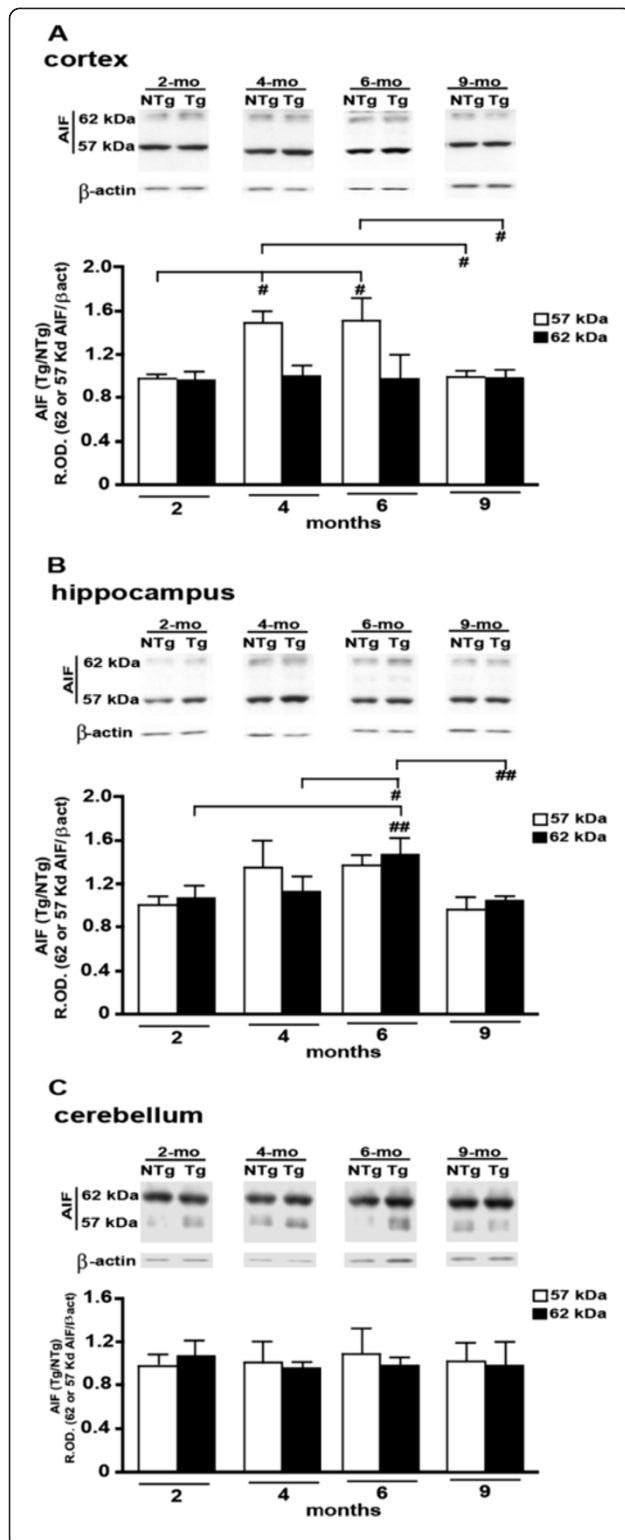 A
cortex
2-mo 4-mo 6-mo 9-mo
NTg Tg NTg Tg NTg Tg NTg Tg
AIF
62 kDa
57 kDa
β-actin
#
#
# #
AIF (Tg/NTg)
R.OD. (62 or 57 Kd AIF/βact)
2.0
1.6
1.2
0.8
0.4
0
57 kDa
62 kDa
2 4 6 9
months
B
hippocampus
2-mo 4-mo 6-mo 9-mo
NTg Tg NTg Tg NTg Tg NTg Tg
AIF
62 kDa
57 kDa
β-actin
##
#
##
AIF (Tg/NTg)
R.OD. (62 or 57 Kd AIF/βact)
2.0
1.6
1.2
0.8
0.4
0
57 kDa
62 kDa
2 4 6 9
months
C
cerebellum
2-mo 4-mo 6-mo 9-mo
NTg Tg NTg Tg NTg Tg NTg Tg
AIF
62 kDa
57 kDa
β-actin
AIF (Tg/NTg)
R.OD. (62 or 57 Kd AIF/βact)
1.6
1.2
0.8
0.4
0
57 kDa
62 kDa
2 4 6 9
months